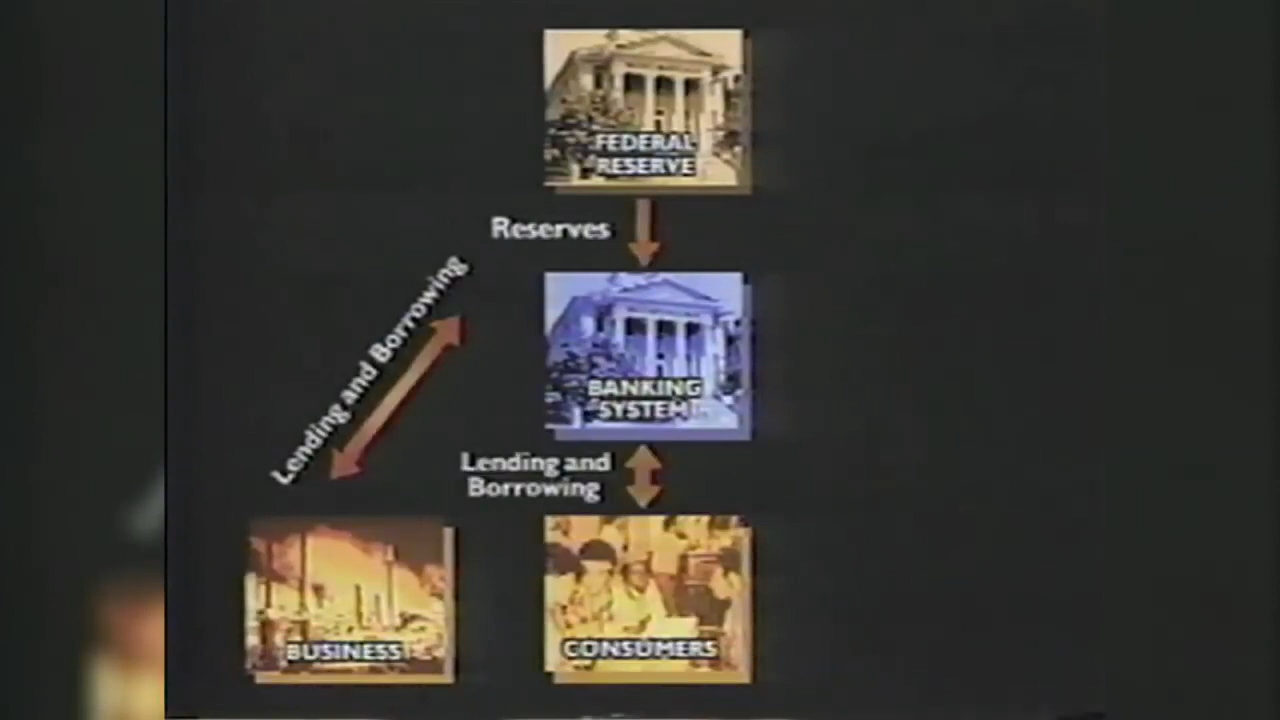 FEDERAL
RESERVE
Reserves
Lending and Borrowing
BANKING
SYSTEM
Lending and
Borrowing
BUSINESS
CONSUMERS